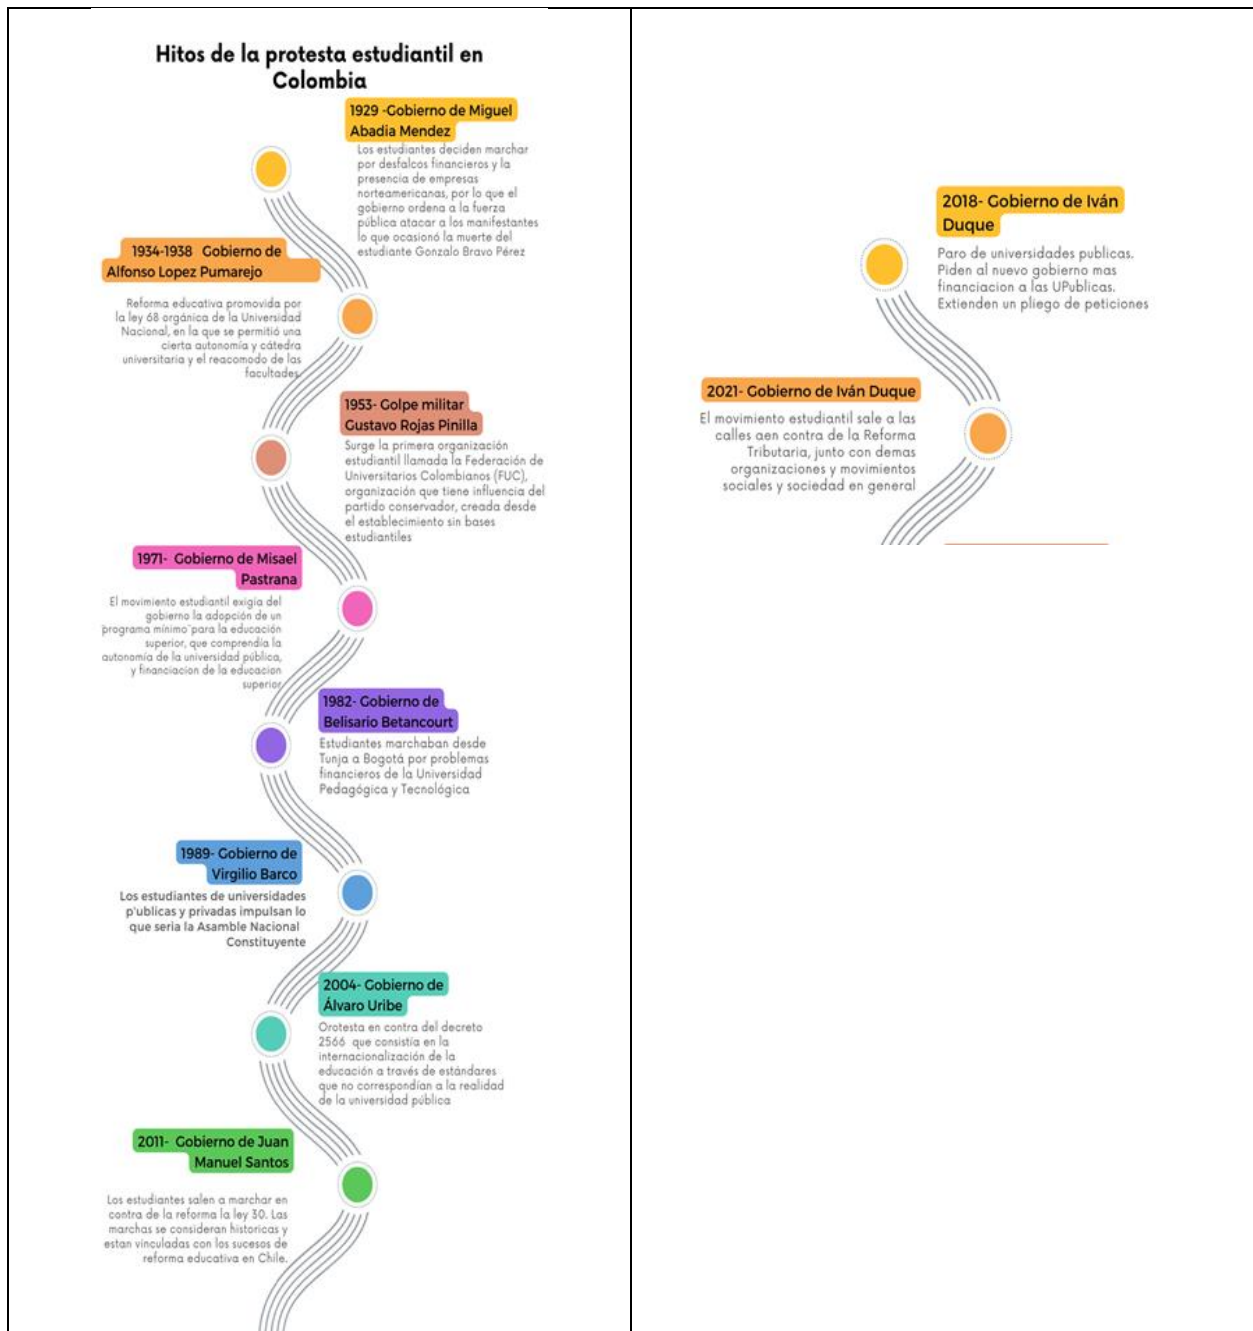 Hitos de la protesta estudiantil en
Colombia
1929 -Gobierno de Miguel
Abadia Mendez
Los estudiantes deciden marchar
por desfalcos financieros y la
presencia de empresas
norteamericanas, por lo que el
gobierno ordena a la fuerza
pública atacar a los manifestantes
lo que ocasionó la muerte del
estudiante Gonzalo Bravo Pérez
1934-1938 Gobierno de
Alfonso Lopez Pumarejo
Reforma educativa promovida por
la ley 68 orgánica de la Universidad
Nacional, en la que se permitió una
cierta autonomía y cátedra
universitaria y el reacomodo de las
facultades.
1953- Golpe militar
Gustavo Rojas Pinilla
Surge la primera organización
estudiantil llamada la Federación de
Universitarios Colombianos (FUC),
organización que tiene influencia del
partido conservador, creada desde
el establecimiento sin bases
estudiantiles
1971- Gobierno de Misael
Pastrana
El movimiento estudiantil exigia del
gobierno la adopción de un
programa mínimo¨para la educación
superior, que comprendía la
autonomía de la universidad pública,
y financiacion de la educacion
superior
1982- Gobierno de
Belisario Betancourt
Estudiantes marchaban desde
Tunja a Bogotá por problemas
financieros de la Universidad
Pedagógica y Tecnológica
1989- Gobierno de
Virgilio Barco
Los estudiantes de universidades
p'ublicas y privadas impulsan lo
que seria la Asamble Nacional
Constituyente
2004- Gobierno de
Álvaro Uribe
Orotesta en contra del decreto
2566 que consistía en la
internacionalización de la
educación a través de estándares
que no correspondían a la realidad
de la universidad pública
2011- Gobierno de Juan
Manuel Santos
Los estudiantes salen a marchar en
contra de la reforma la ley 30. Las
marchas se consideran historicas y
estan vinculadas con los sucesos de
reforma educativa en Chile.
2018- Gobierno de Iván
Duque
Paro de universidades publicas.
Piden al nuevo gobierno mas
financiacion a las UPublicas.
Extienden un pliego de peticiones
2021- Gobierno de Iván Duque
El movimiento estudiantil sale a las
calles aen contra de la Reforma
Tributaria, junto con demas
organizaciones y movimientos
sociales y sociedad en general